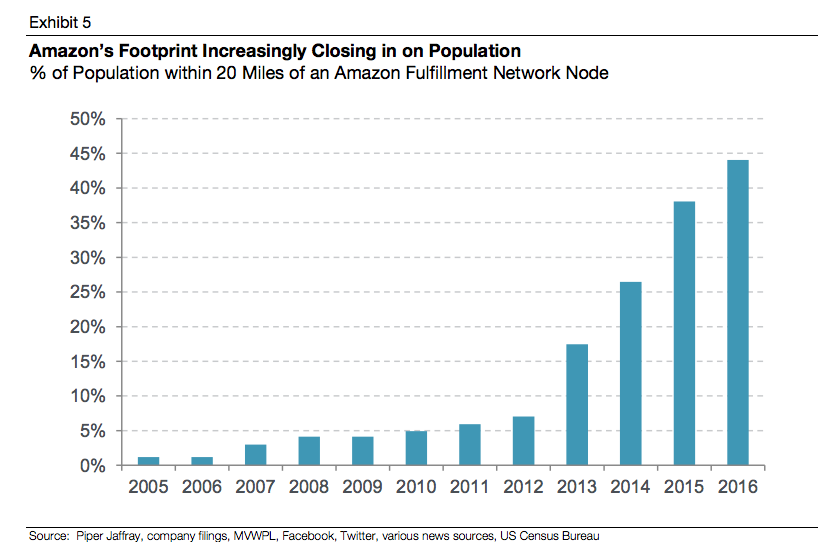 Exhibit 5
Amazon’s Footprint Increasingly Closing in on Population
% of Population within 20 Miles of an Amazon Fulfillment Network Node
50%
45%
40%
35%
30%
25%
20%
15%
10%
5%
0%
2005 2006 2007 2008 2009 2010 2011 2012 2013 2014 2015 2016
Source: Piper Jaffray, company filings, MVWPL, Facebook, Twitter, various news sources, US Census Bureau